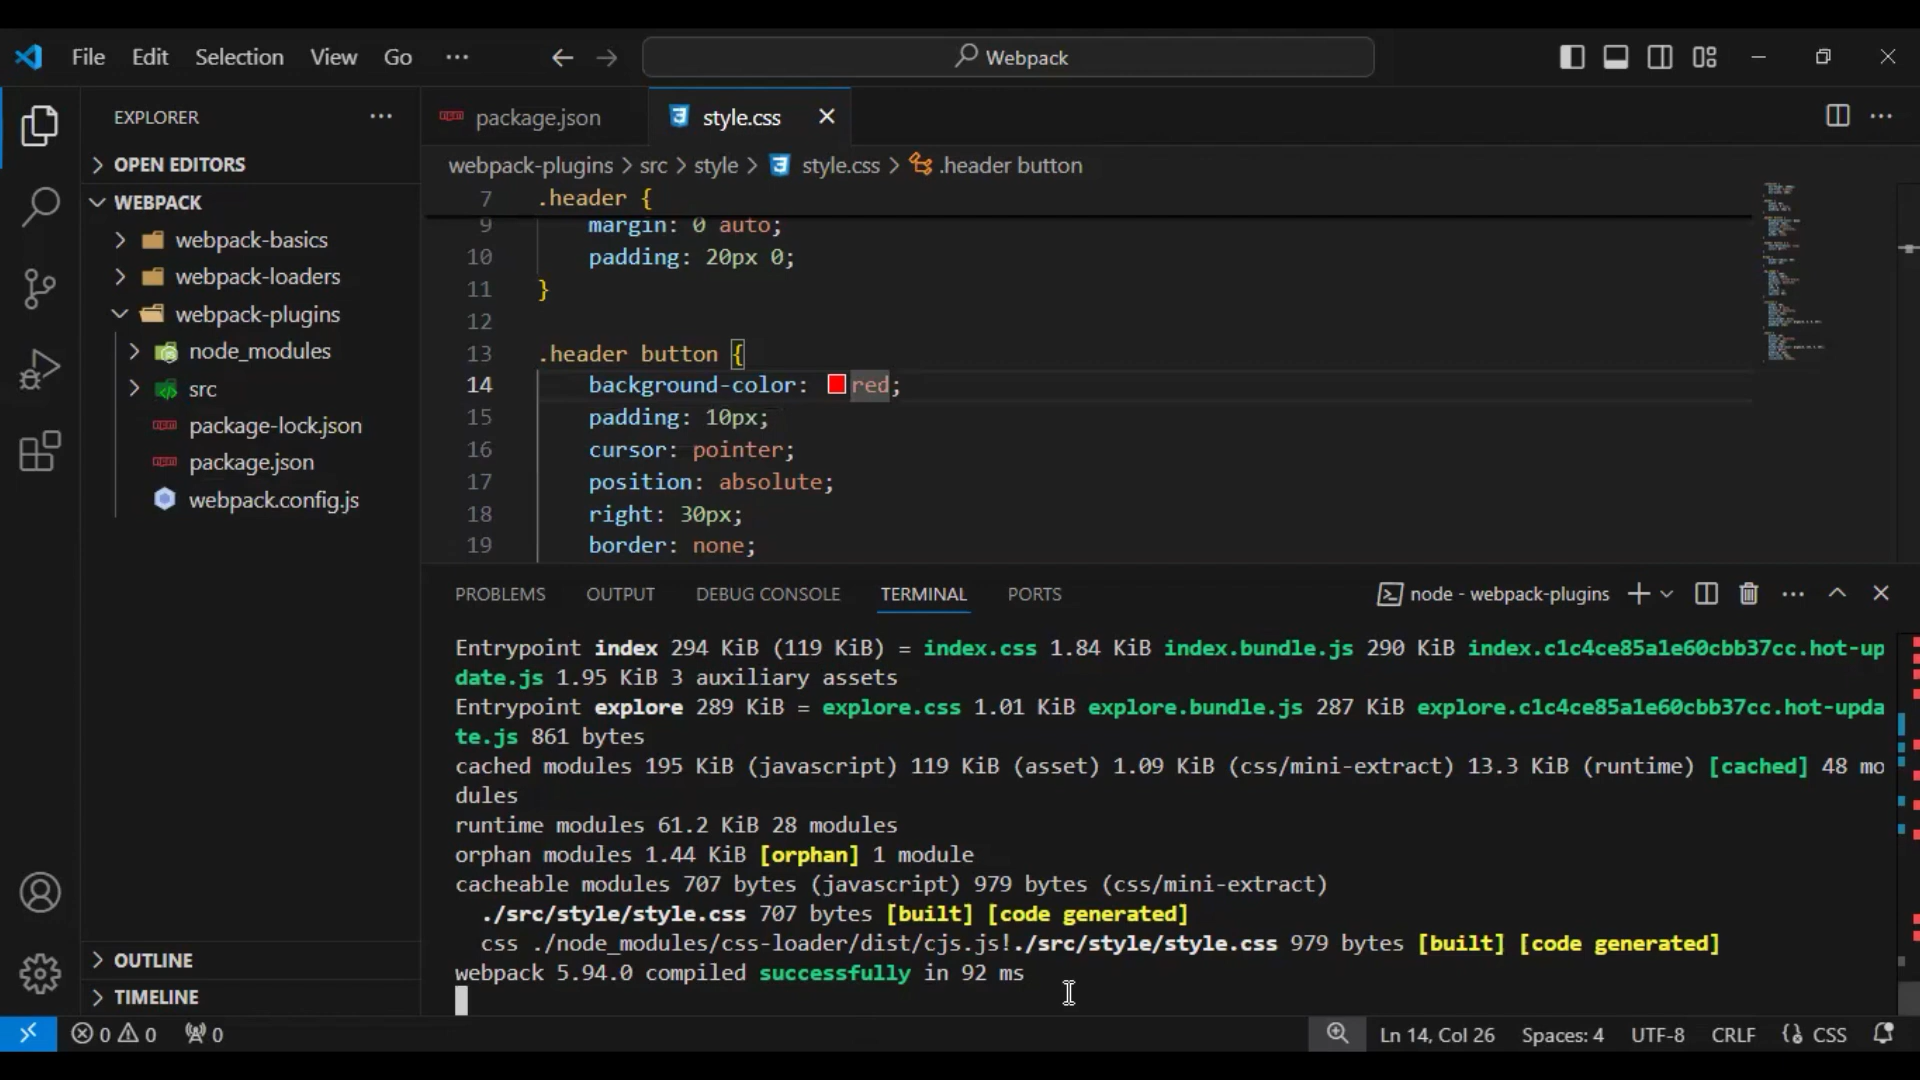 File Edit Selection View Go ··· Webpack
EXPLORER ···
OPEN EDITORS
WEBPACK
webpack-basics
webpack-loaders
webpack-plugins
node_modules
src
package-lock.json
package.json
webpack.config.js
OUTLINE
TIMELINE
package.json style.css
webpack-plugins > src > style > style.css > .header button
7 .header {
9 margin: 0 auto;
10 padding: 20px 0;
11 }
12
13 .header button {
14 background-color: red;
15 padding: 10px;
16 cursor: pointer;
17 position: absolute;
18 right: 30px;
19 border: none;
PROBLEMS OUTPUT DEBUG CONSOLE TERMINAL PORTS node - webpack-plugins
Entrypoint index 294 KiB (119 KiB) = index.css 1.84 KiB index.bundle.js 290 KiB index.c1c4ce85a1e60cbb37cc.hot-up
date.js 1.95 KiB 3 auxiliary assets
Entrypoint explore 289 KiB = explore.css 1.01 KiB explore.bundle.js 287 KiB explore.c1c4ce85a1e60cbb37cc.hot-upda
te.js 861 bytes
cached modules 195 KiB (javascript) 119 KiB (asset) 1.09 KiB (css/mini-extract) 13.3 KiB (runtime) [cached] 48 mo
dules
runtime modules 61.2 KiB 28 modules
orphan modules 1.44 KiB [orphan] 1 module
cacheable modules 707 bytes (javascript) 979 bytes (css/mini-extract)
./src/style/style.css 707 bytes [built] [code generated]
css ./node_modules/css-loader/dist/cjs.js!./src/style/style.css 979 bytes [built] [code generated]
webpack 5.94.0 compiled successfully in 92 ms
0 0 0 Ln 14, Col 26 Spaces: 4 UTF-8 CRLF CSS